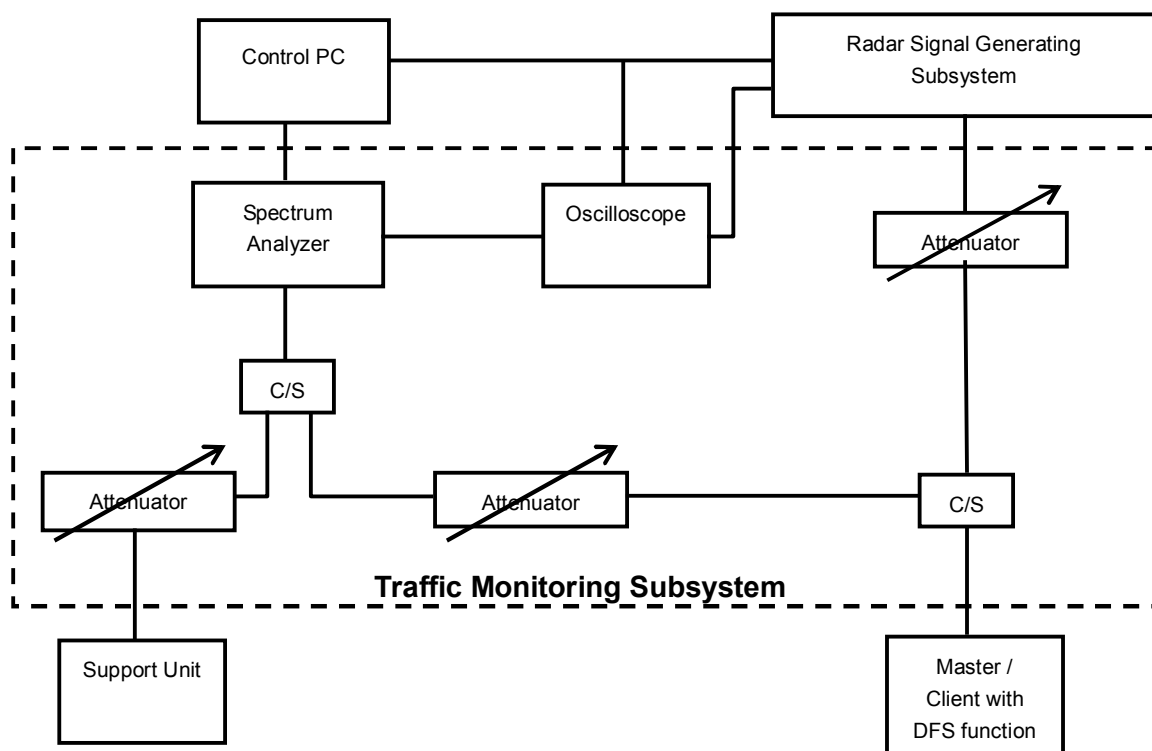 Control PC
Radar Signal Generating
Subsystem
Spectrum
Analyzer
Oscilloscope
Attenuator
C/S
Attenuator
Attenuator
C/S
Traffic Monitoring Subsystem
Support Unit
Master /
Client with
DFS function